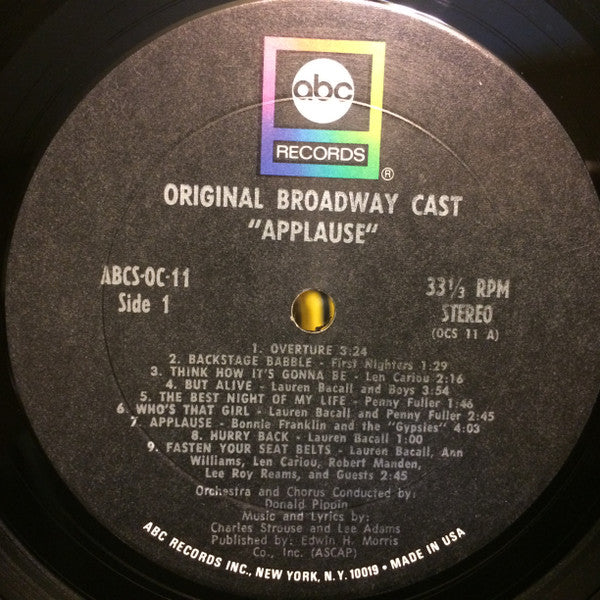 abc
RECORDS
®
ORIGINAL BROADWAY CAST
"APPLAUSE"
ABCS-OC-11
Side 1
33⅓ RPM
STEREO
(OCS 11 A)
1. OVERTURE 3:24
2. BACKSTAGE BABBLE - First Nighters 1:29
3. THINK HOW IT'S GONNA BE - Len Cariou 2:16
4. BUT ALIVE - Lauren Bacall and Boys 3:54
5. THE BEST NIGHT OF MY LIFE - Penny Fuller 1:46
6. WHO'S THAT GIRL - Lauren Bacall and Penny Fuller 2:45
7. APPLAUSE - Bonnie Franklin and the "Gypsies" 4:03
8. HURRY BACK - Lauren Bacall 1:00
9. FASTEN YOUR SEAT BELTS - Lauren Bacall, Ann
Williams, Len Cariou, Robert Manden,
Lee Roy Reams, and Guests 2:45
Orchestra and Chorus Conducted by:
Donald Pippin
Music and Lyrics by:
Charles Strouse and Lee Adams
Published by: Edwin H. Morris
Co., Inc. (ASCAP)
ABC RECORDS INC., NEW YORK, N.Y. 10019 • MADE IN USA